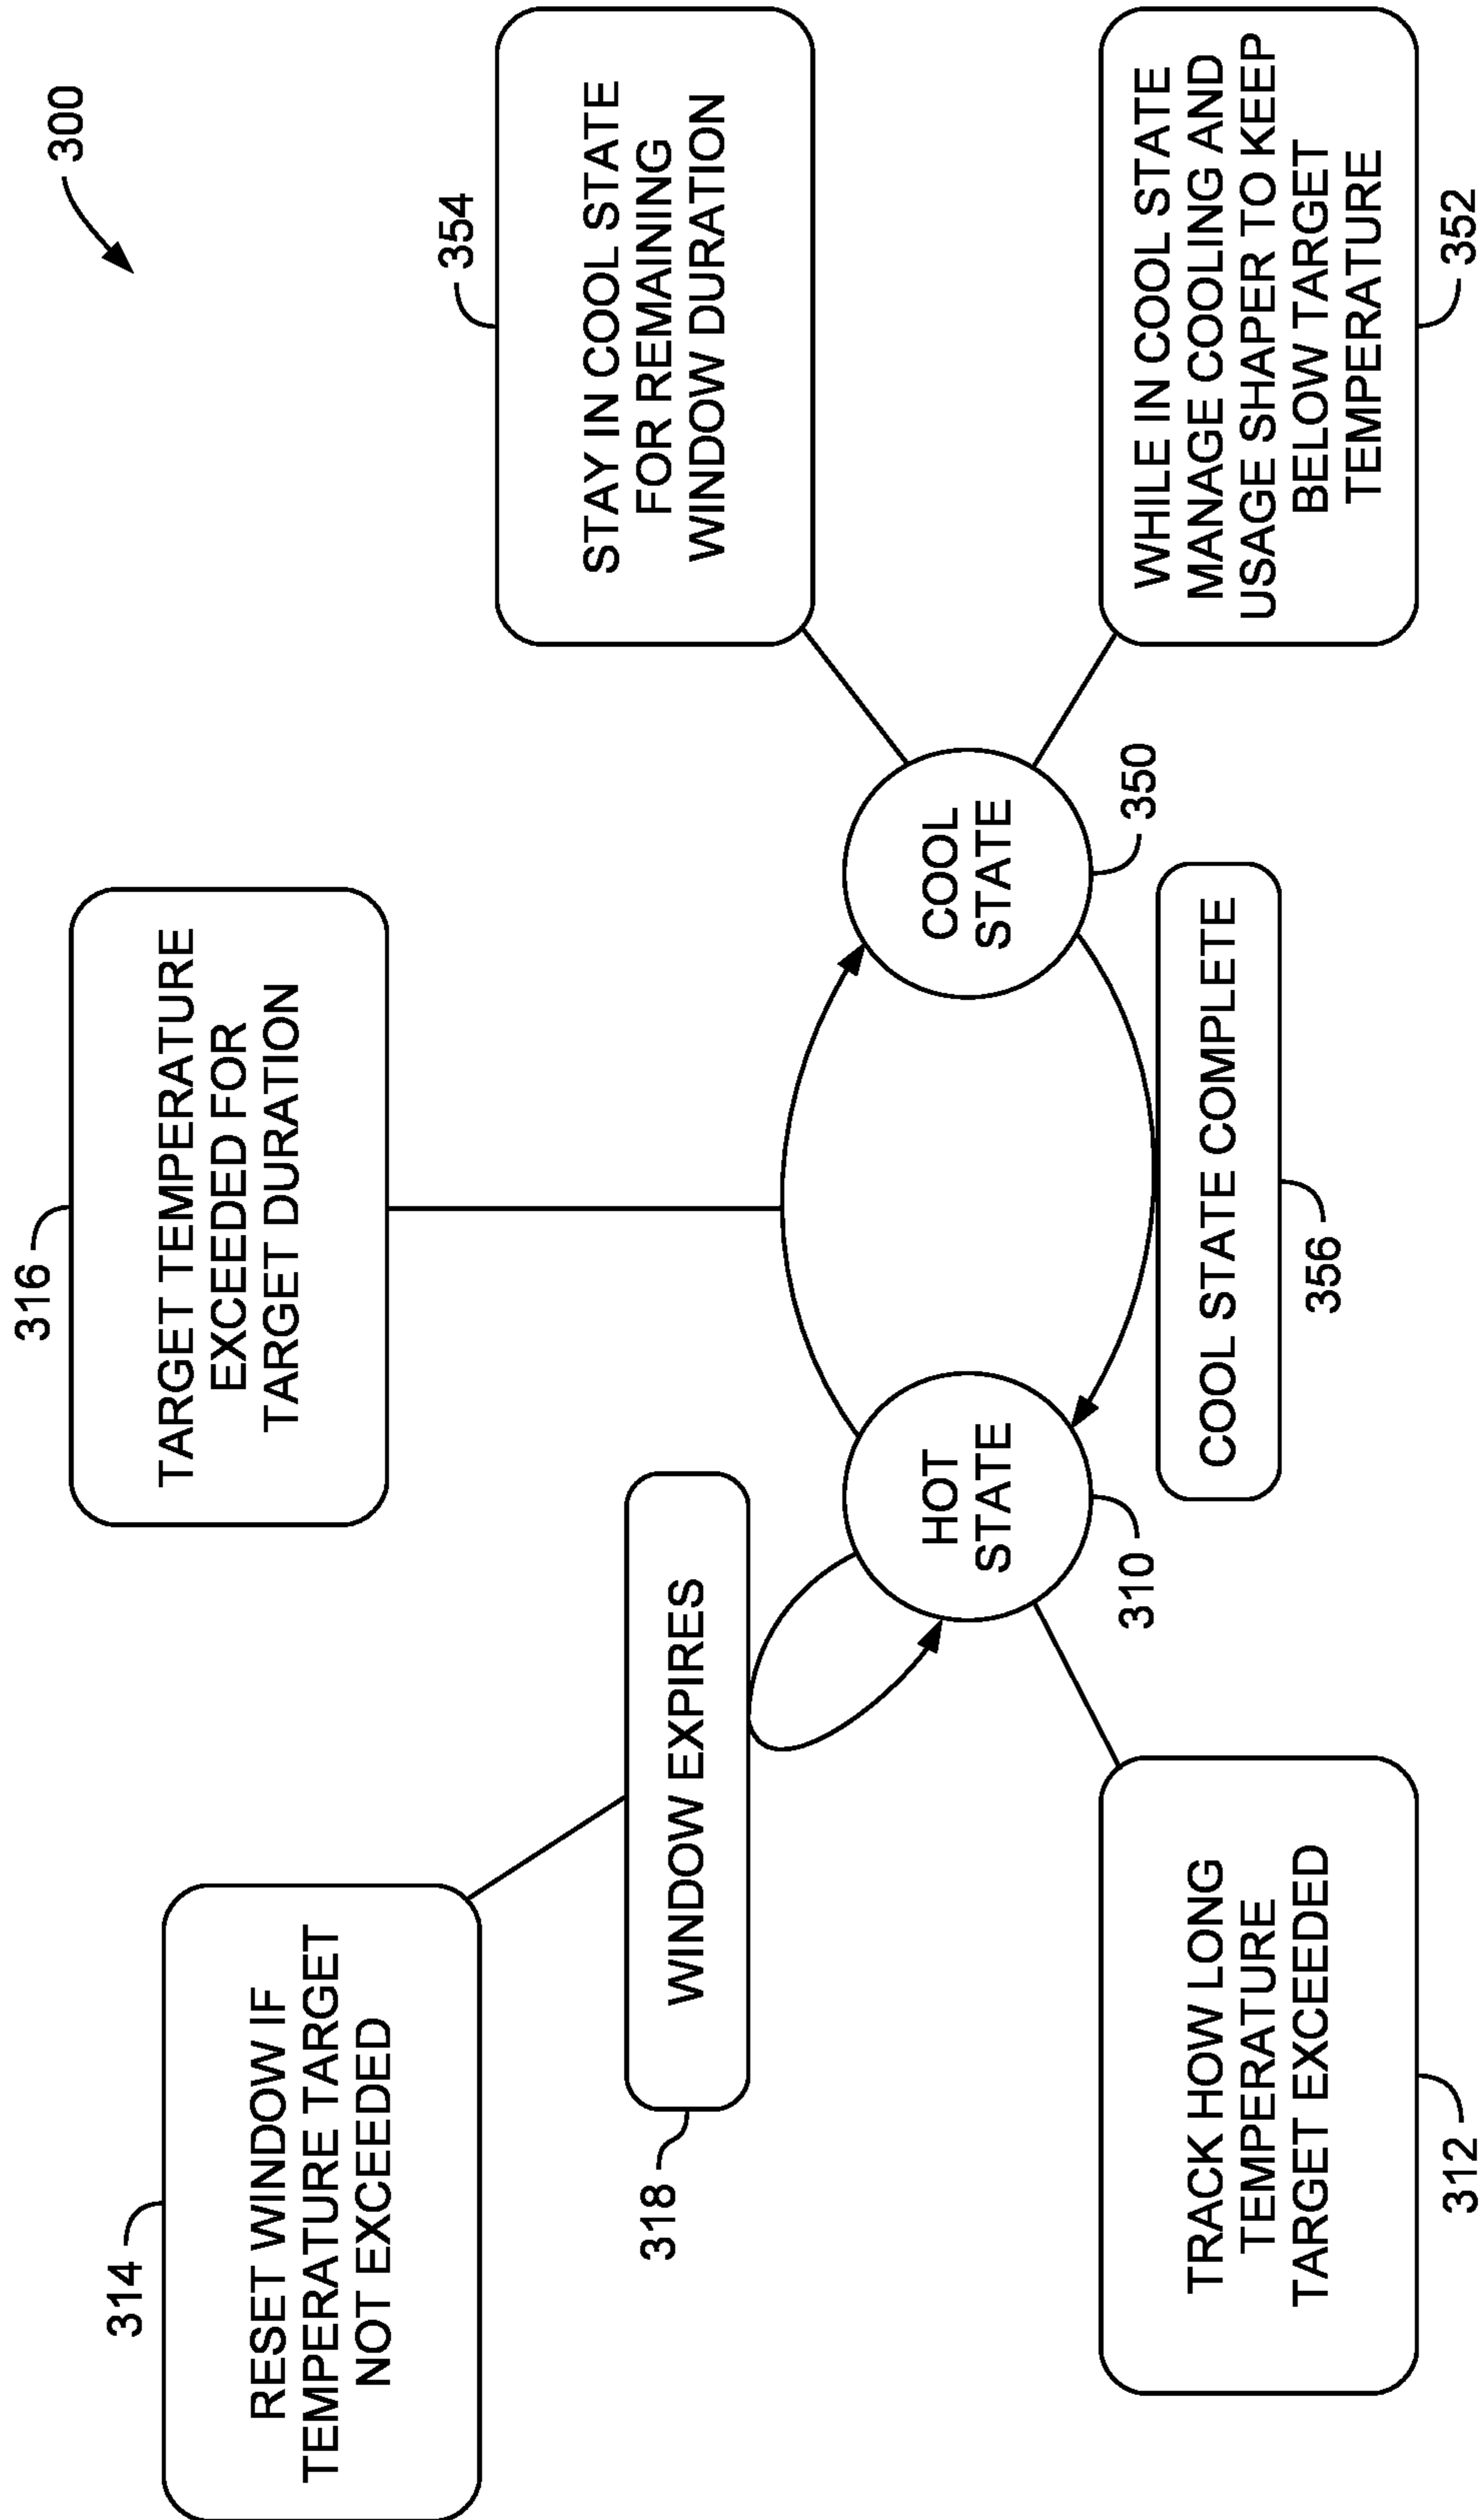 300
316
TARGET TEMPERATURE
EXCEEDED FOR
TARGET DURATION
314
RESET WINDOW IF
TEMPERATURE TARGET
NOT EXCEEDED
354
STAY IN COOL STATE
FOR REMAINING
WINDOW DURATION
318
WINDOW EXPIRES
HOT
STATE
310
COOL
STATE
350
312
TRACK HOW LONG
TEMPERATURE
TARGET EXCEEDED
COOL STATE COMPLETE
356
WHILE IN COOL STATE
MANAGE COOLING AND
USAGE SHAPER TO KEEP
BELOW TARGET
TEMPERATURE
352